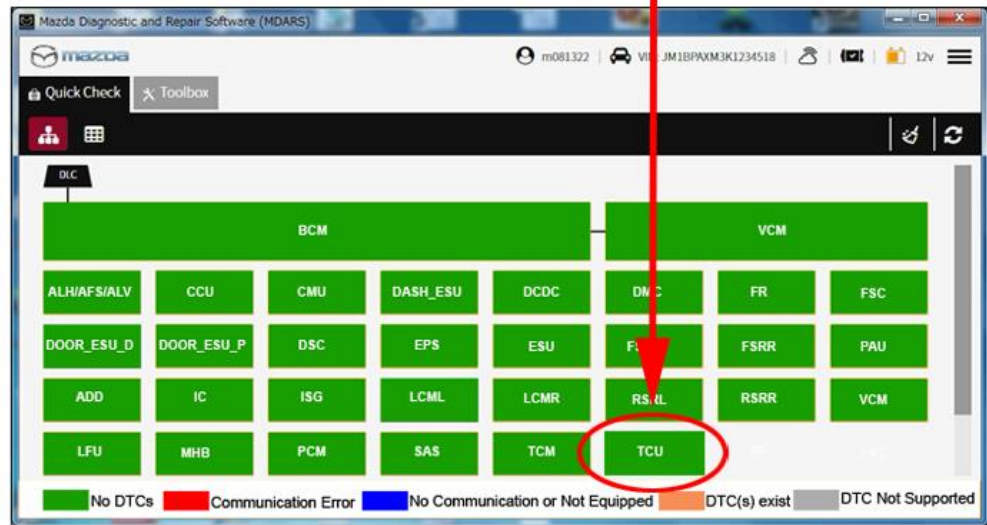 Mazda Diagnostic and Repair Software (MDARS)
mazda m081322 VIN: JM1BPAXM3K1234518 12v
Quick Check Toolbox
DLC
BCM VCM
ALH/AFS/ALV CCU CMU DASH_ESU DCDC FR FSC
DOOR_ESU_D DOOR_ESU_P DSC EPS ESU FSRR PAU
ADD IC ISG LCML LCMR RSRL RSRR VCM
LFU MHB PCM SAS TCM TCU
No DTCs Communication Error No Communication or Not Equipped DTC(s) exist DTC Not Supported